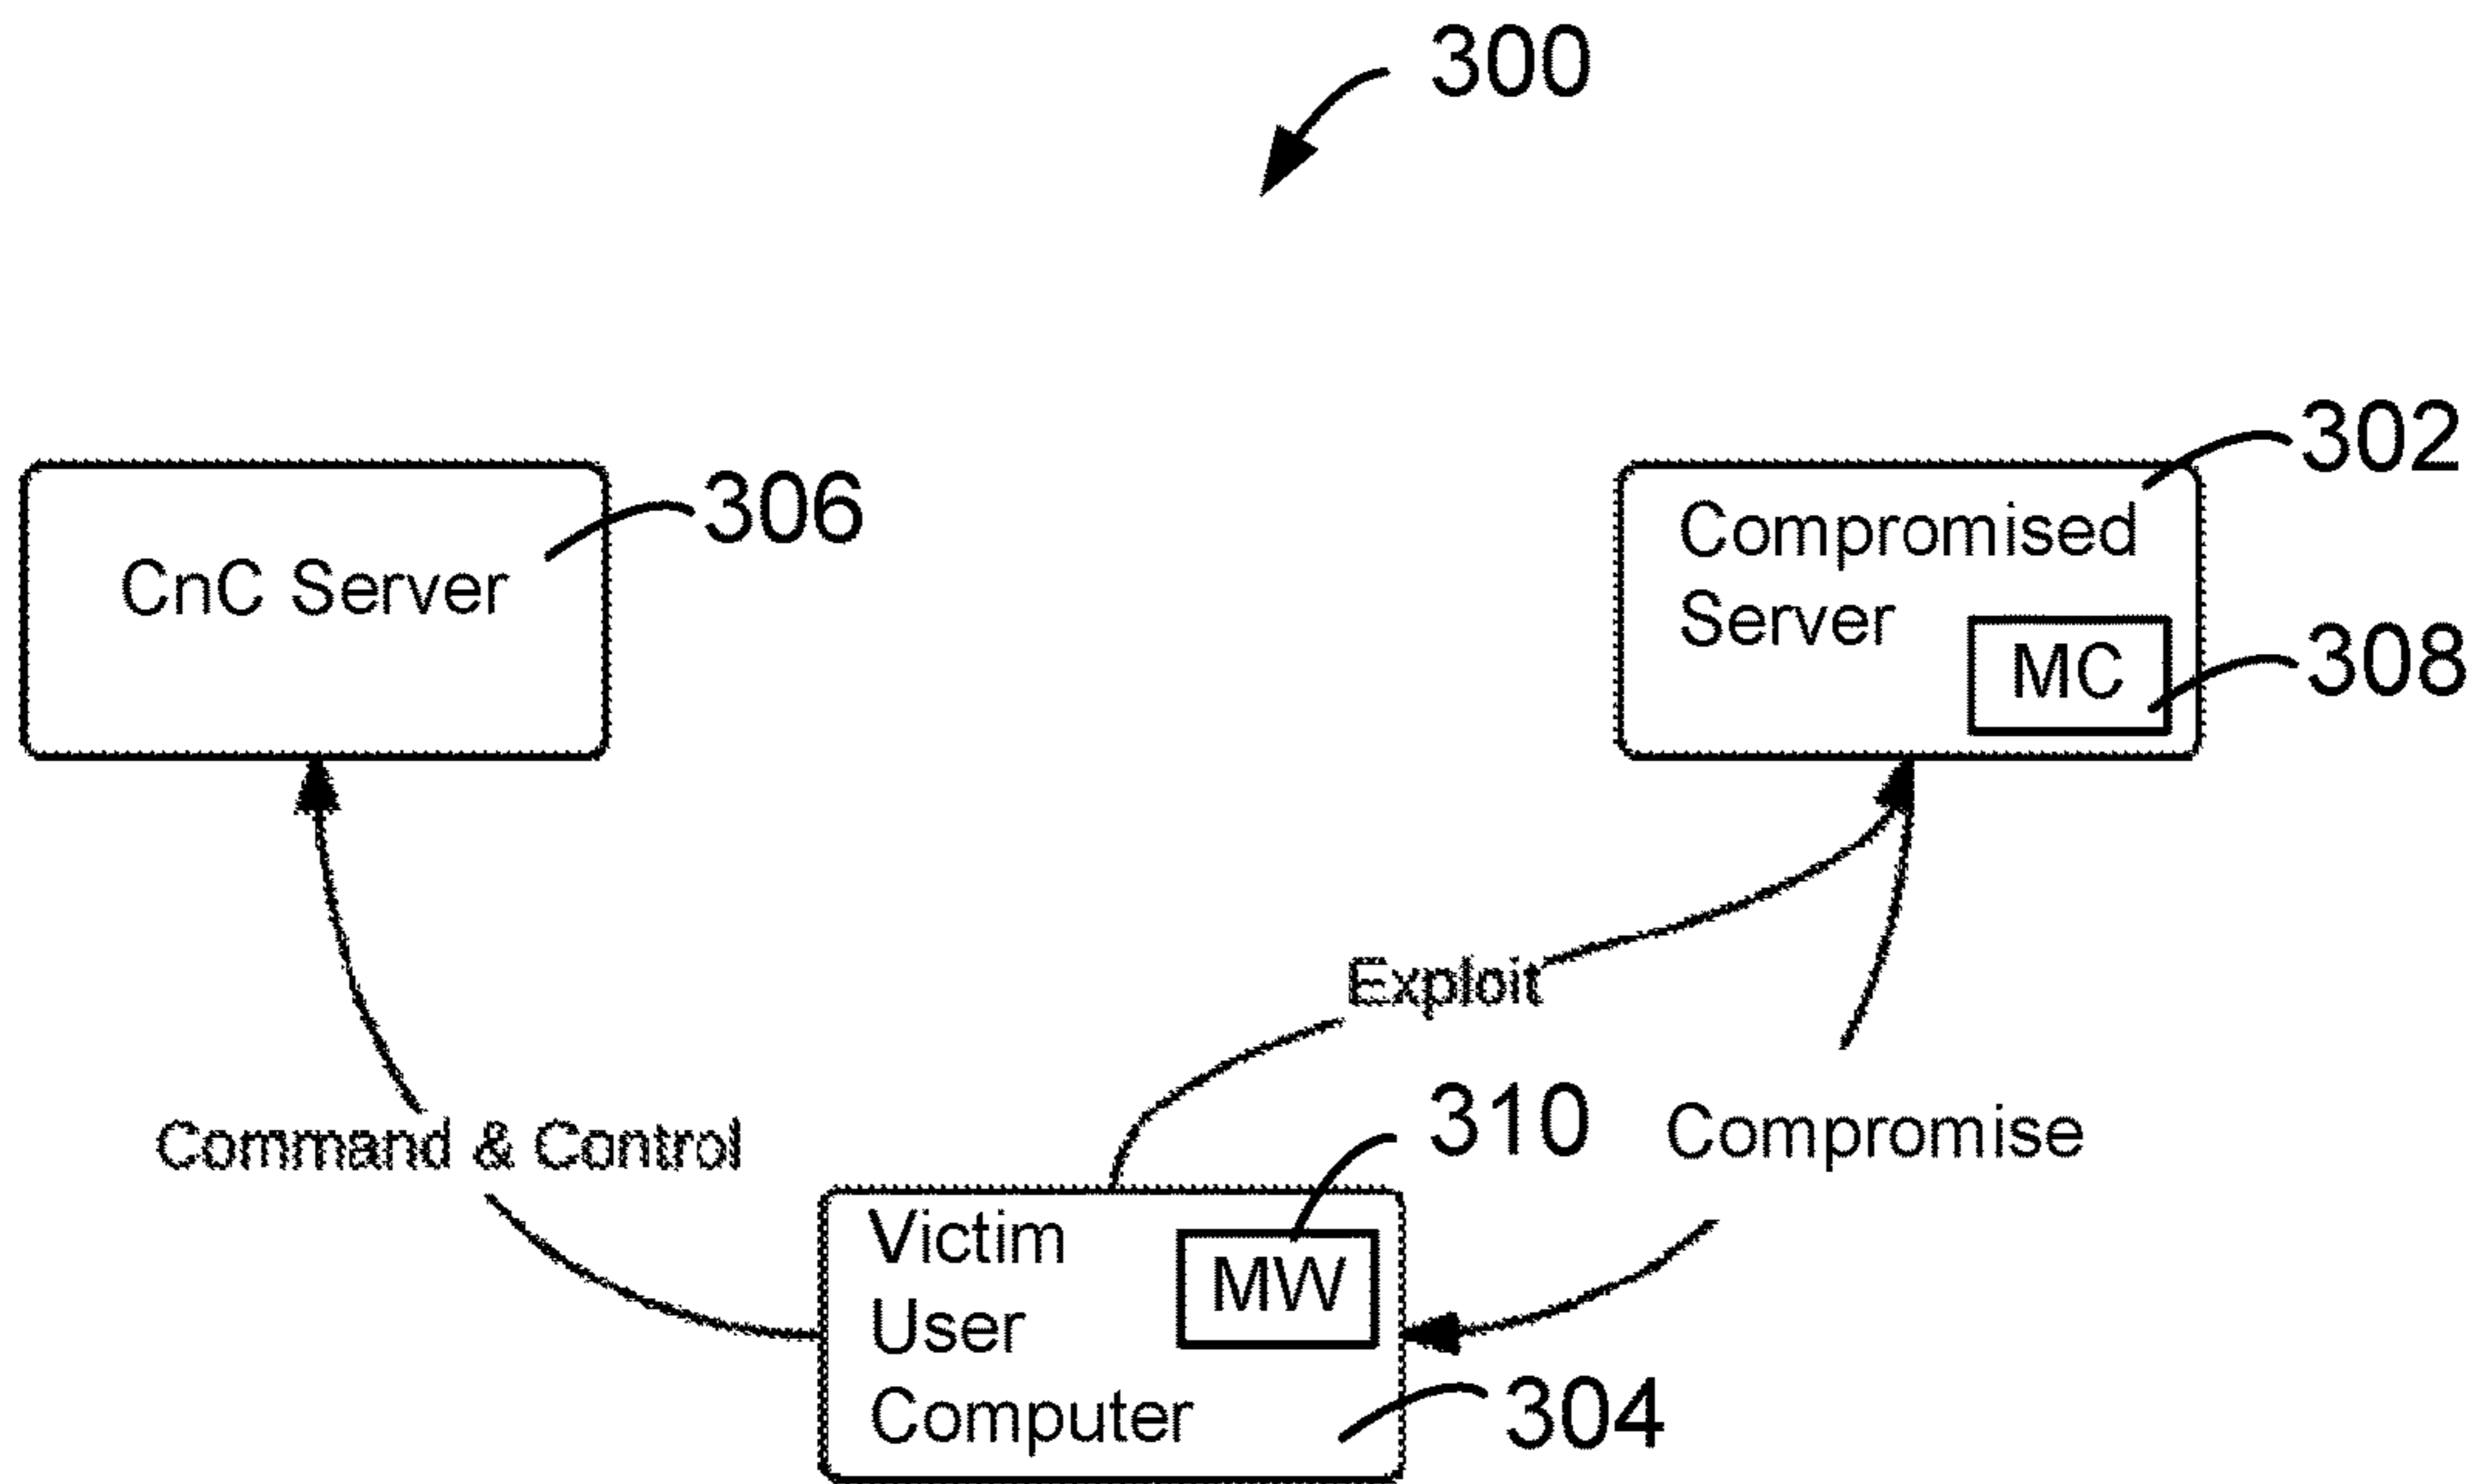 300
302
306
Compromised
CnC Server
Server
MC
308
Exploit
310
Compromise
Command & Control
Victim
MW
User
Computer
304